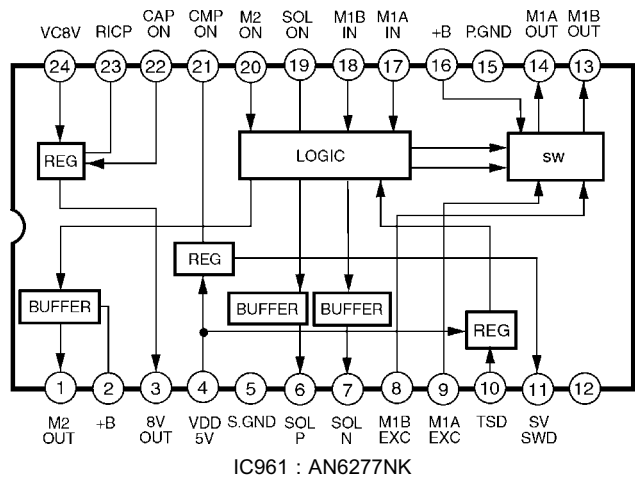 VC8V RICP CAP ON CMP ON M2 ON SOL ON M1B IN M1A IN +B P.GND M1A OUT M1B OUT
24 23 22 21 20 19 18 17 16 15 14 13
REG LOGIC SW
REG
BUFFER BUFFER BUFFER REG
1 2 3 4 5 6 7 8 9 10 11 12
M2 OUT +B 8V OUT VDD 5V S.GND SOL P SOL N M1B EXC M1A EXC TSD SV SWD
IC961 : AN6277NK